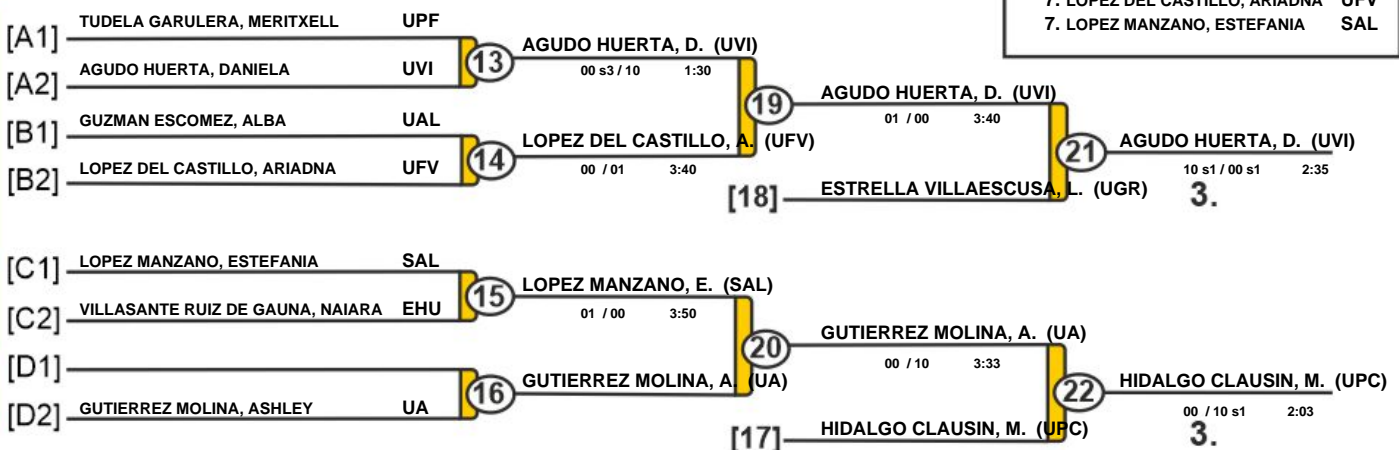 7. LOPEZ DEL CASTILLO, ARIADNA UFV
7. LOPEZ MANZANO, ESTEFANIA SAL
[A1] TUDELA GARULERA, MERITXELL UPF
[A2] AGUDO HUERTA, DANIELA UVI
13
AGUDO HUERTA, D. (UVI)
00 s3 / 10 1:30
[B1] GUZMAN ESCOMEZ, ALBA UAL
[B2] LOPEZ DEL CASTILLO, ARIADNA UFV
14
LOPEZ DEL CASTILLO, A. (UFV)
00 / 01 3:40
19
AGUDO HUERTA, D. (UVI)
01 / 00 3:40
[18] ESTRELLA VILLAESCUSA, L. (UGR)
21
AGUDO HUERTA, D. (UVI)
10 s1 / 00 s1 2:35
3.
[C1] LOPEZ MANZANO, ESTEFANIA SAL
[C2] VILLASANTE RUIZ DE GAUNA, NAIARA EHU
15
LOPEZ MANZANO, E. (SAL)
01 / 00 3:50
[D1]
[D2] GUTIERREZ MOLINA, ASHLEY UA
16
GUTIERREZ MOLINA, A. (UA)
20
GUTIERREZ MOLINA, A. (UA)
00 / 10 3:33
[17] HIDALGO CLAUSIN, M. (UPC)
22
HIDALGO CLAUSIN, M. (UPC)
00 / 10 s1 2:03
3.